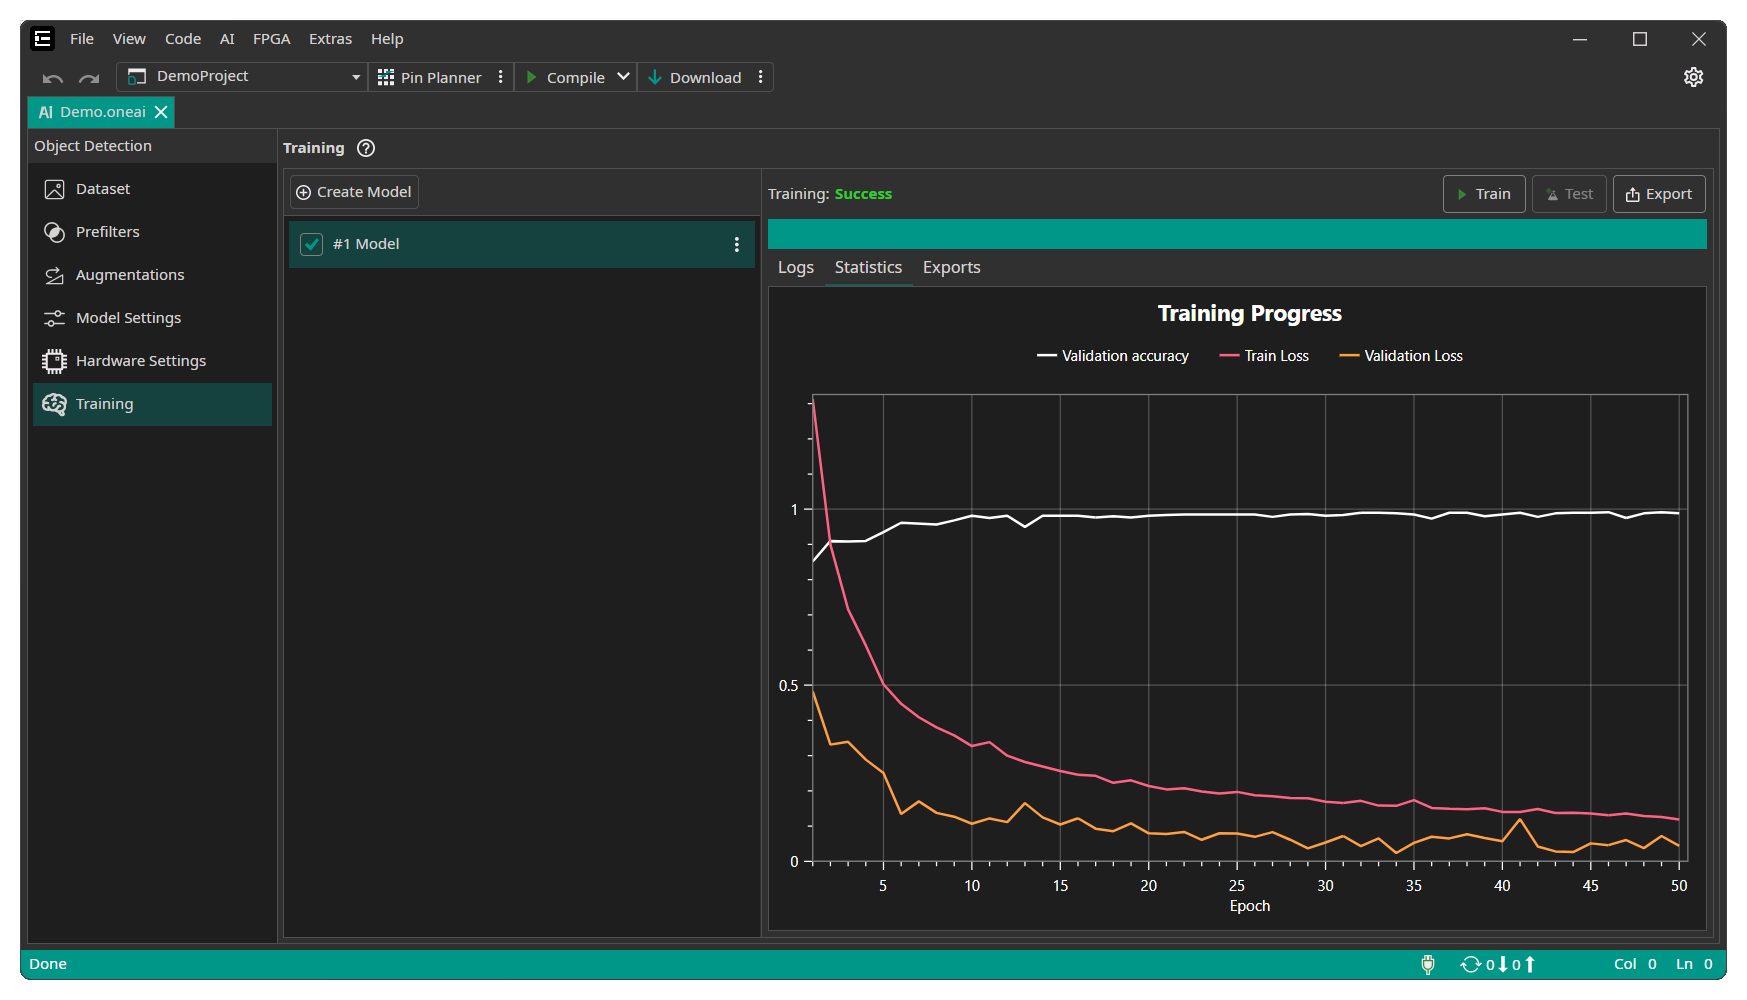 File View Code AI FPGA Extras Help
DemoProject Pin Planner Compile Download
Ai Demo.oneai
Object Detection
Dataset
Prefilters
Augmentations
Model Settings
Hardware Settings
Training
Training ?
Create Model
#1 Model
Training: Success
Train Test Export
Logs Statistics Exports
Training Progress
Validation accuracy Train Loss Validation Loss
1
0.5
0
5 10 15 20 25 30 35 40 45 50
Epoch
Done 0 0 Col 0 Ln 0